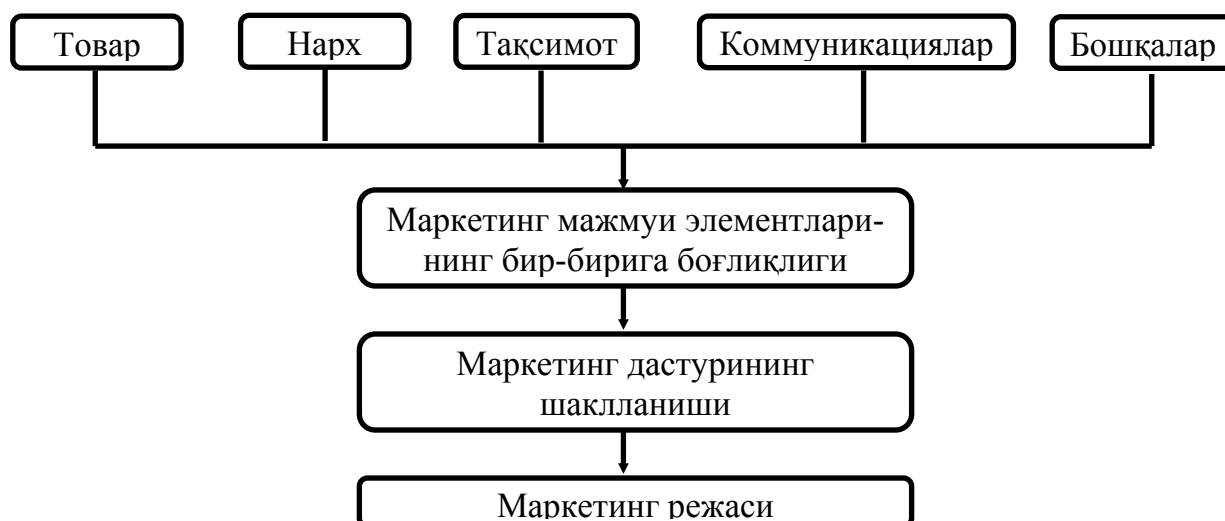 Товар
Нарх
Тақсимот
Коммуникациялар
Бошқалар
Маркетинг мажмуи элементлари-
нинг бир-бирига боғлиқлиги
Маркетинг дастурининг
шаклланиши
Маркетинг режаси